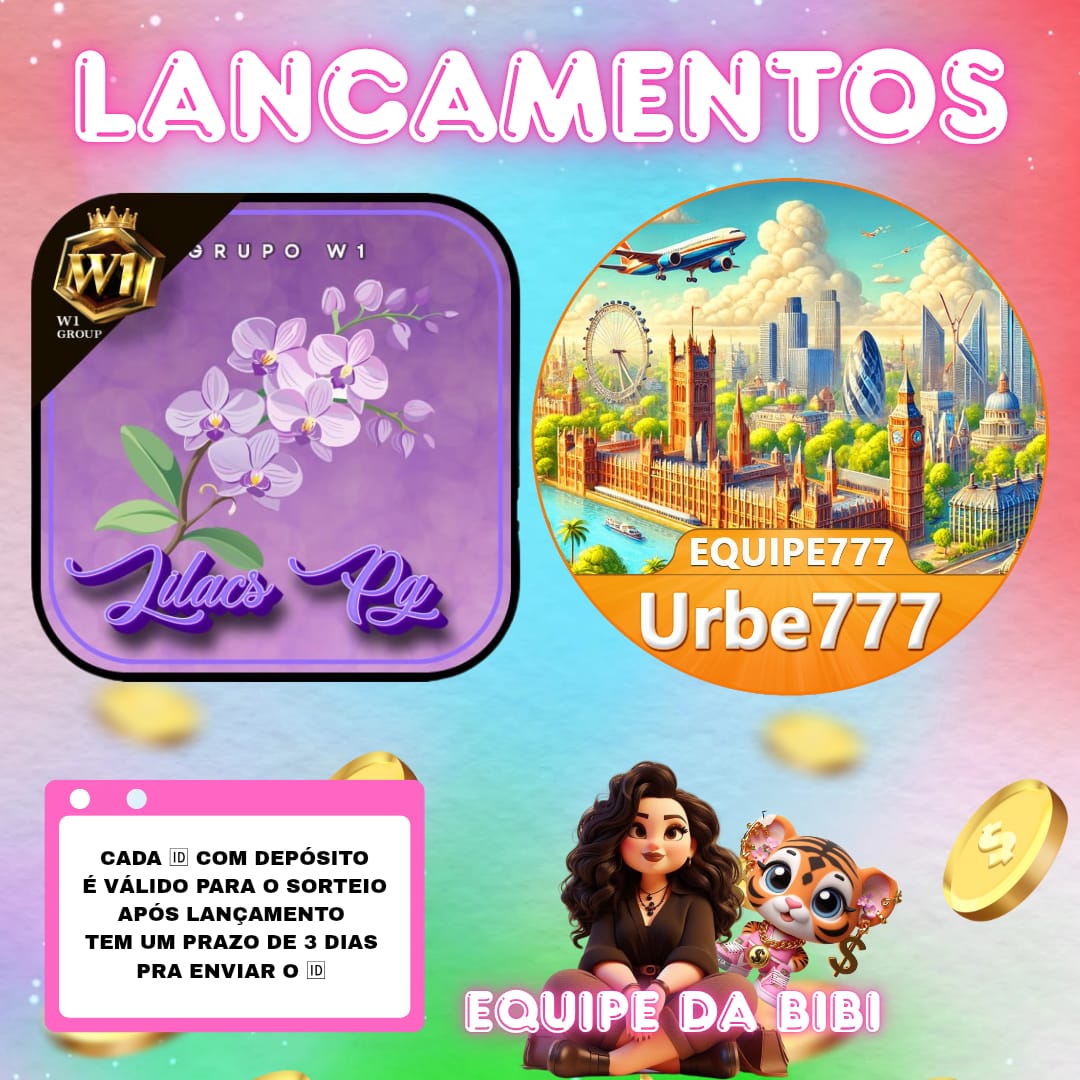 LANCAMENTOS
W1
W1
GROUP
GRUPO W1
Lilacs Pg
EQUIPE777
Urbe777
CADA 🆔 COM DEPÓSITO
É VÁLIDO PARA O SORTEIO
APÓS LANÇAMENTO
TEM UM PRAZO DE 3 DIAS
PRA ENVIAR O 🆔
EQUIPE DA BIBI